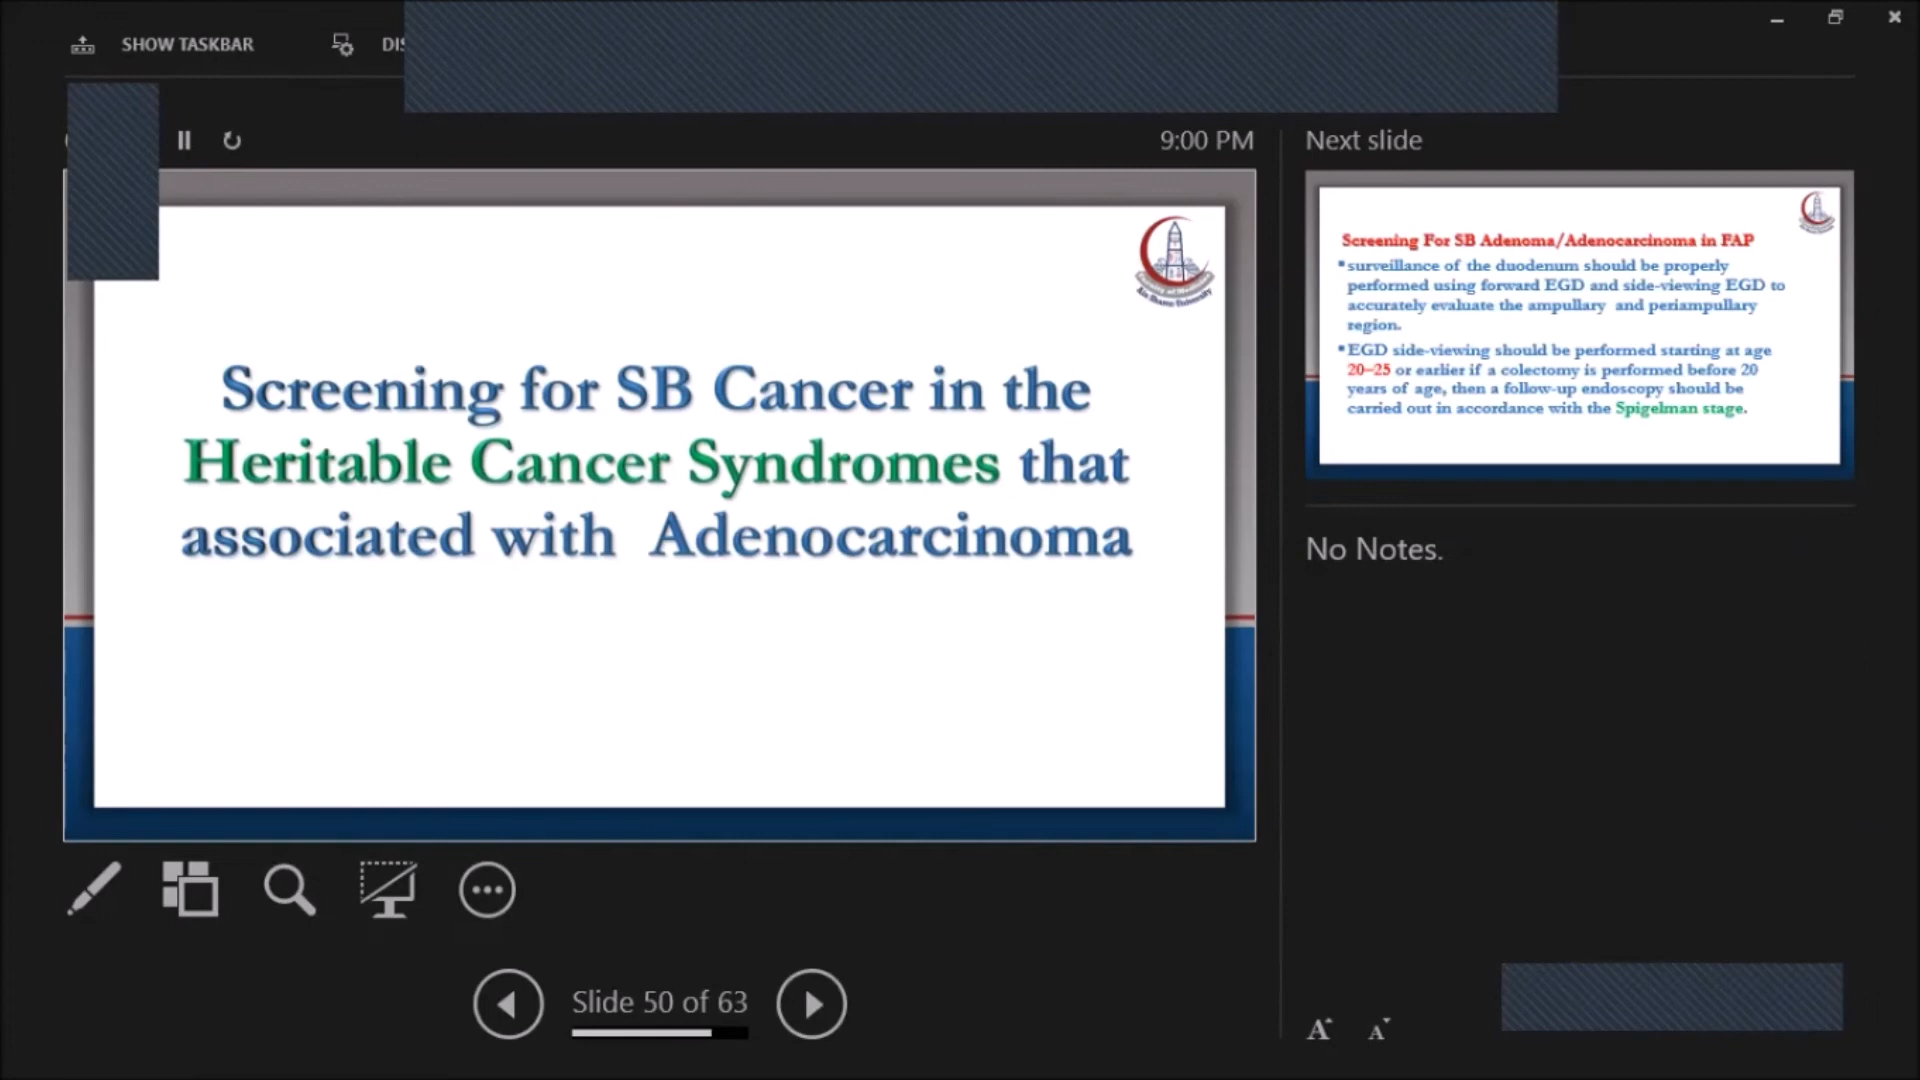 SHOW TASKBAR
9:00 PM
Next slide
Screening for SB Cancer in the
Heritable Cancer Syndromes that
associated with Adenocarcinoma
Ain Shams University
Screening For SB Adenoma/Adenocarcinoma in FAP
▪surveillance of the duodenum should be properly
performed using forward EGD and side-viewing EGD to
accurately evaluate the ampullary and periampullary
region.
▪EGD side-viewing should be performed starting at age
20–25 or earlier if a colectomy is performed before 20
years of age, then a follow-up endoscopy should be
carried out in accordance with the Spigelman stage.
No Notes.
Slide 50 of 63
A A